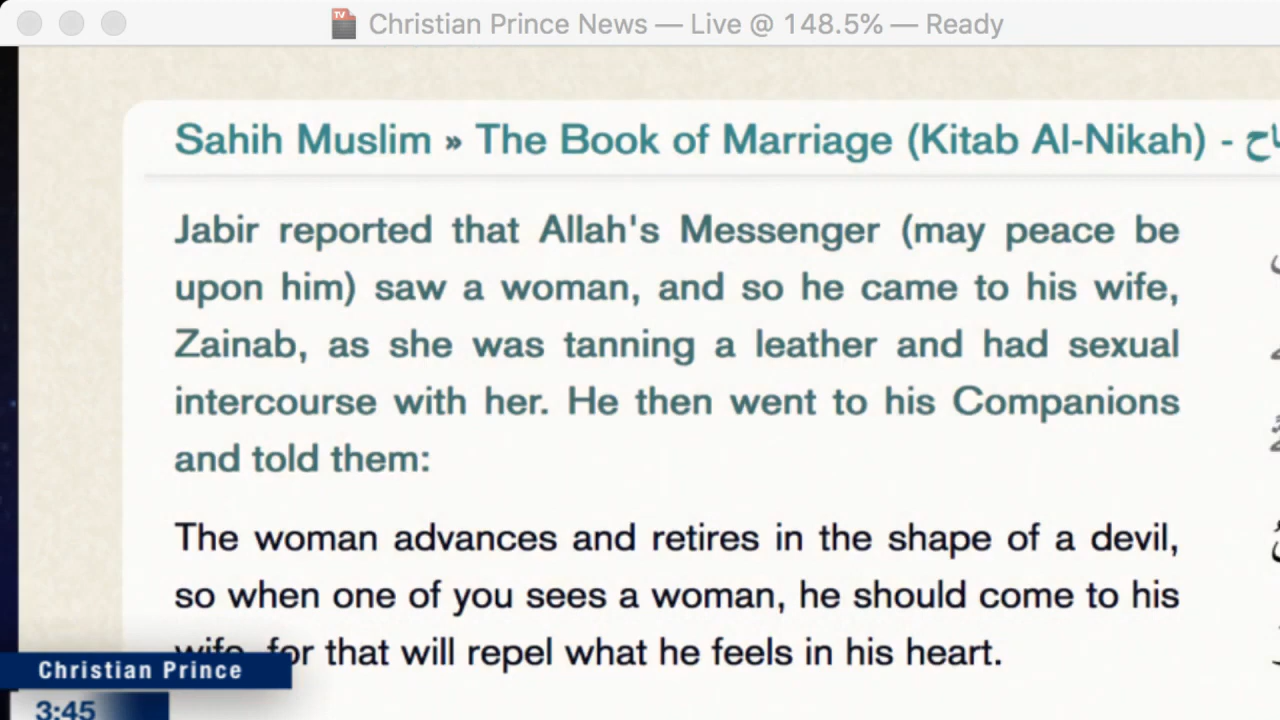 Christian Prince News — Live @ 148.5% — Ready
Sahih Muslim » The Book of Marriage (Kitab Al-Nikah) -
Jabir reported that Allah's Messenger (may peace be
upon him) saw a woman, and so he came to his wife,
Zainab, as she was tanning a leather and had sexual
intercourse with her. He then went to his Companions
and told them:
The woman advances and retires in the shape of a devil,
so when one of you sees a woman, he should come to his
wife, for that will repel what he feels in his heart.
Christian Prince
3:45